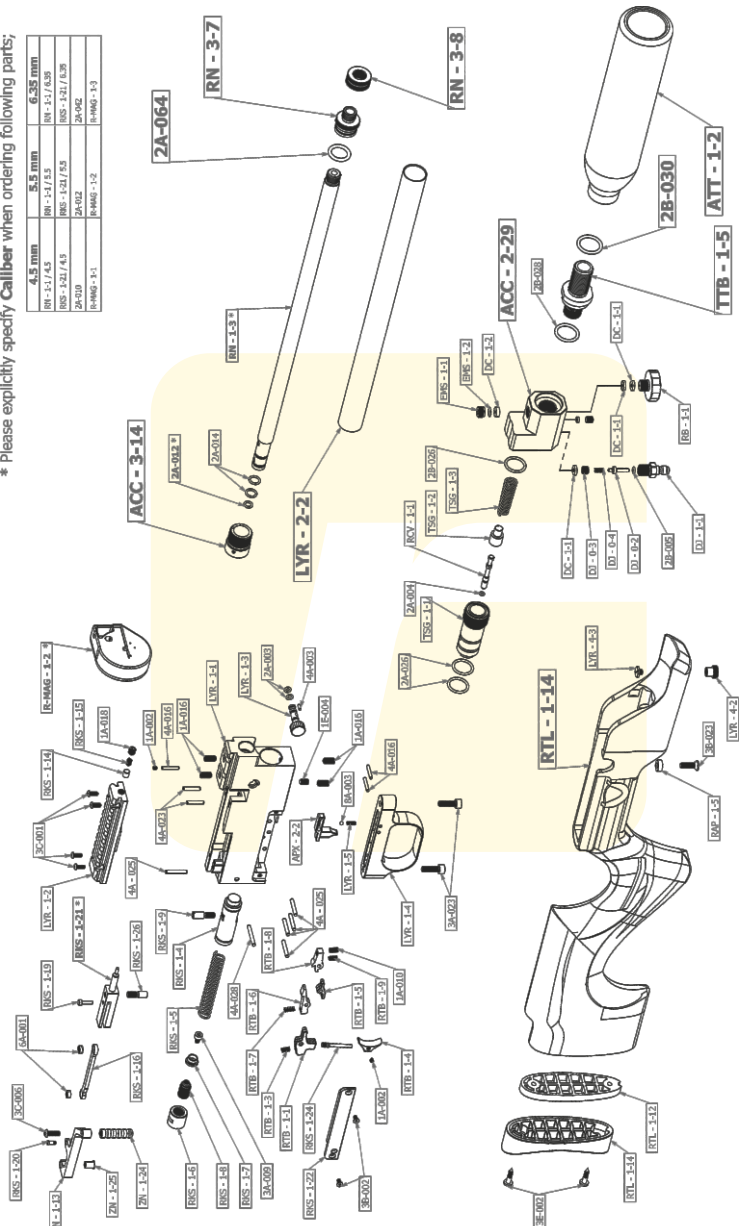 * Please explicitly specfy Caliber when ordering following parts;
4.5 mm 5.5 mm 6.35 mm
RN - 1-1 / 4.5 RN - 1-1 / 5.5 RN - 1-1 / 6.35
RKS - 1-21 / 4.5 RKS - 1-21 / 5.5 RKS - 1-21 / 6.35
2A-010 2A-012 2A-042
R-MAG - 1-1 R-MAG - 1-2 R-MAG - 1-3
RN - 3-7
RN - 3-8
2A-064
RN - 1-3 *
ACC - 3-14
2A-012 *
2A-014
LYR - 2-2
ATT - 1-2
2B-030
TTB - 1-5
2B-028
ACC - 2-29
EMS - 1-1
EMS - 1-2
DC - 1-2
DC - 1-1
DC - 1-1
RB - 1-1
2B-026
TSG - 1-3
TSG - 1-2
RCV - 1-1
2A-004
TSG - 1-1
2A-026
DC - 1-1
DJ - 0-3
DJ - 0-4
DJ - 0-2
2B-005
DJ - 1-1
R-MAG - 1-2 *
RKS - 1-15
1A-018
RKS - 1-14
3C-001
LYR - 1-2
RKS - 1-21 *
RKS - 1-19
RKS - 1-26
6A-001
RKS - 1-16
3C-006
RKS - 1-20
N - 1-13
ZN - 1-25
ZN - 1-24
1A-002
4A-016
1A-016
LYR - 1-1
LYR - 1-3
2A-003
4A-003
4A-023
4A - 025
1E-004
1A-016
4A-016
8A-003
APX - 2-2
LYR - 1-5
LYR - 1-4
3A-023
RKS - 1-9
RKS - 1-4
RKS - 1-5
4A-028
4A - 025
RTB - 1-8
RTB - 1-6
RTB - 1-7
RTB - 1-5
RTB - 1-9
1A-010
RTB - 1-3
RTB - 1-1
RKS - 1-24
RTB - 1-4
1A-002
RKS - 1-6
RKS - 1-8
RKS - 1-7
3A-009
RKS - 1-22
3B-002
RTL - 1-14
LYR - 4-3
LYR - 4-2
3B-023
RAP - 1-5
RTL - 1-12
RTL - 1-14
3E-002